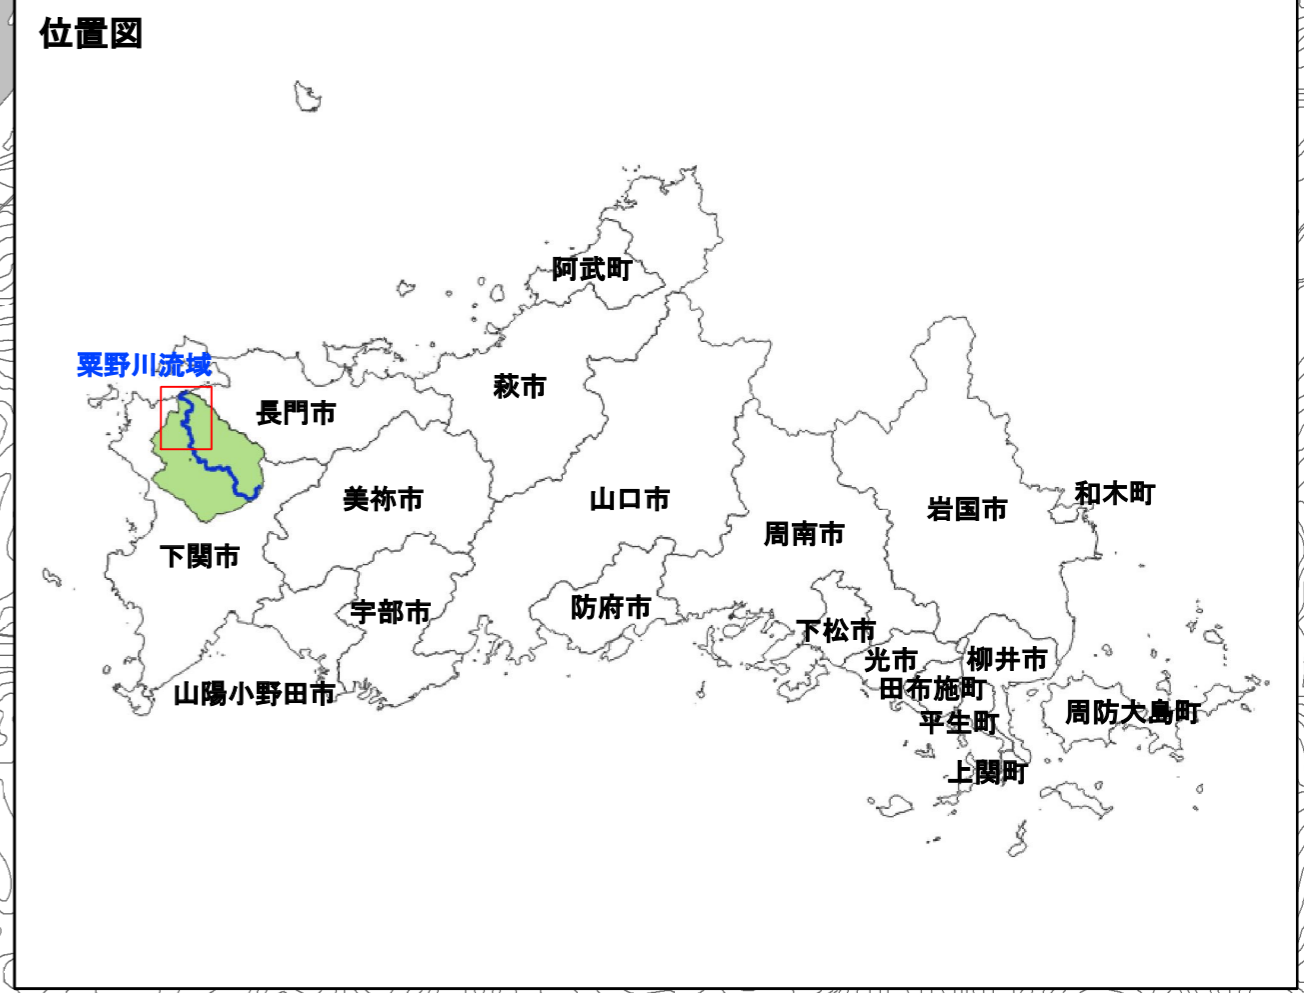 位置図
阿武町
粟野川流域
萩市
長門市
美祢市
山口市
和木町
岩国市
周南市
下関市
防府市
宇部市
下松市
光市
柳井市
田布施町
山陽小野田市
周防大島町
平生町
上関町